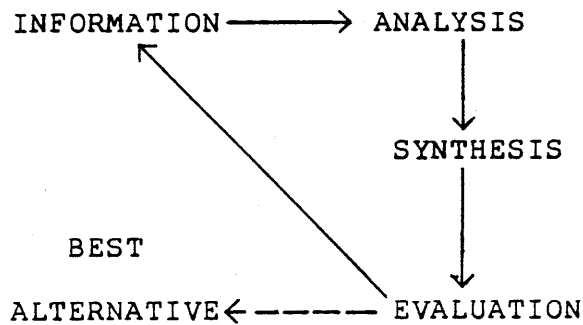 INFORMATION ANALYSIS
SYNTHESIS
BEST
ALTERNATIVE EVALUATION